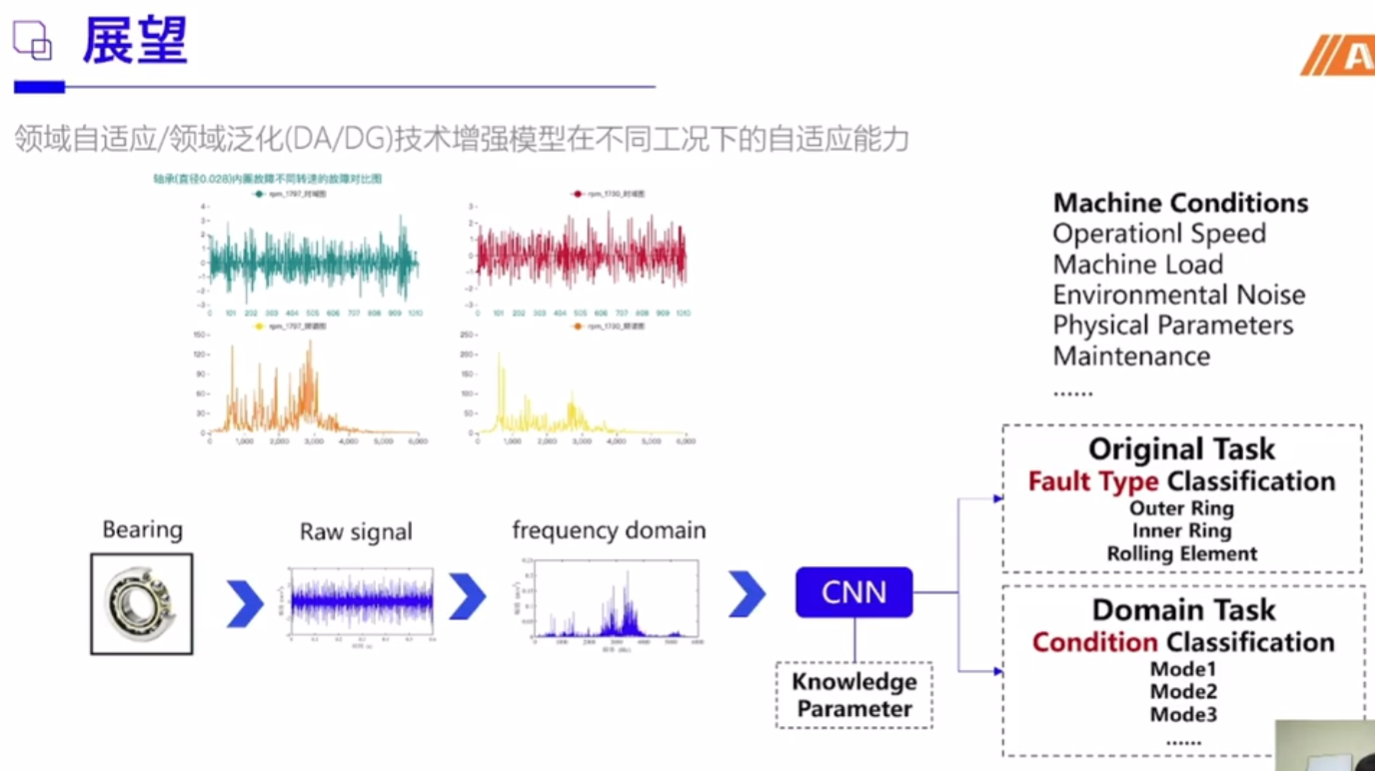 展望
A
领域自适应/领域泛化(DA/DG)技术增强模型在不同工况下的自适应能力
轴承(直径0.028)内圈故障不同转速的故障对比图
rpm_1797_时域图
rpm_1730_时域图
4
3
2
1
0
-1
-2
-3
0 101 202 303 404 505 606 707 808 909 1010
3
2
1
0
-1
-2
-3
0 101 202 303 404 505 606 707 808 909 1010
rpm_1797_频谱图
rpm_1730_频谱图
150
120
90
60
30
0
0 1,000 2,000 3,000 4,000 5,000 6,000
250
200
150
100
50
0
0 1,000 2,000 3,000 4,000 5,000 6,000
Machine Conditions
Operationl Speed
Machine Load
Environmental Noise
Physical Parameters
Maintenance
......
Bearing
Raw signal
frequency domain
CNN
Knowledge
Parameter
Original Task
Fault Type Classification
Outer Ring
Inner Ring
Rolling Element
Domain Task
Condition Classification
Mode1
Mode2
Mode3
......